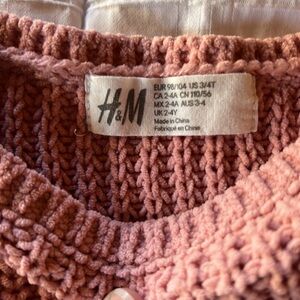 H&M
EUR 98/104 US 3/4T
CA 2-4A CN 110/56
MX 2-4A AUS 3-4
UK 2-4Y
Made in China
Fabriqué en Chine